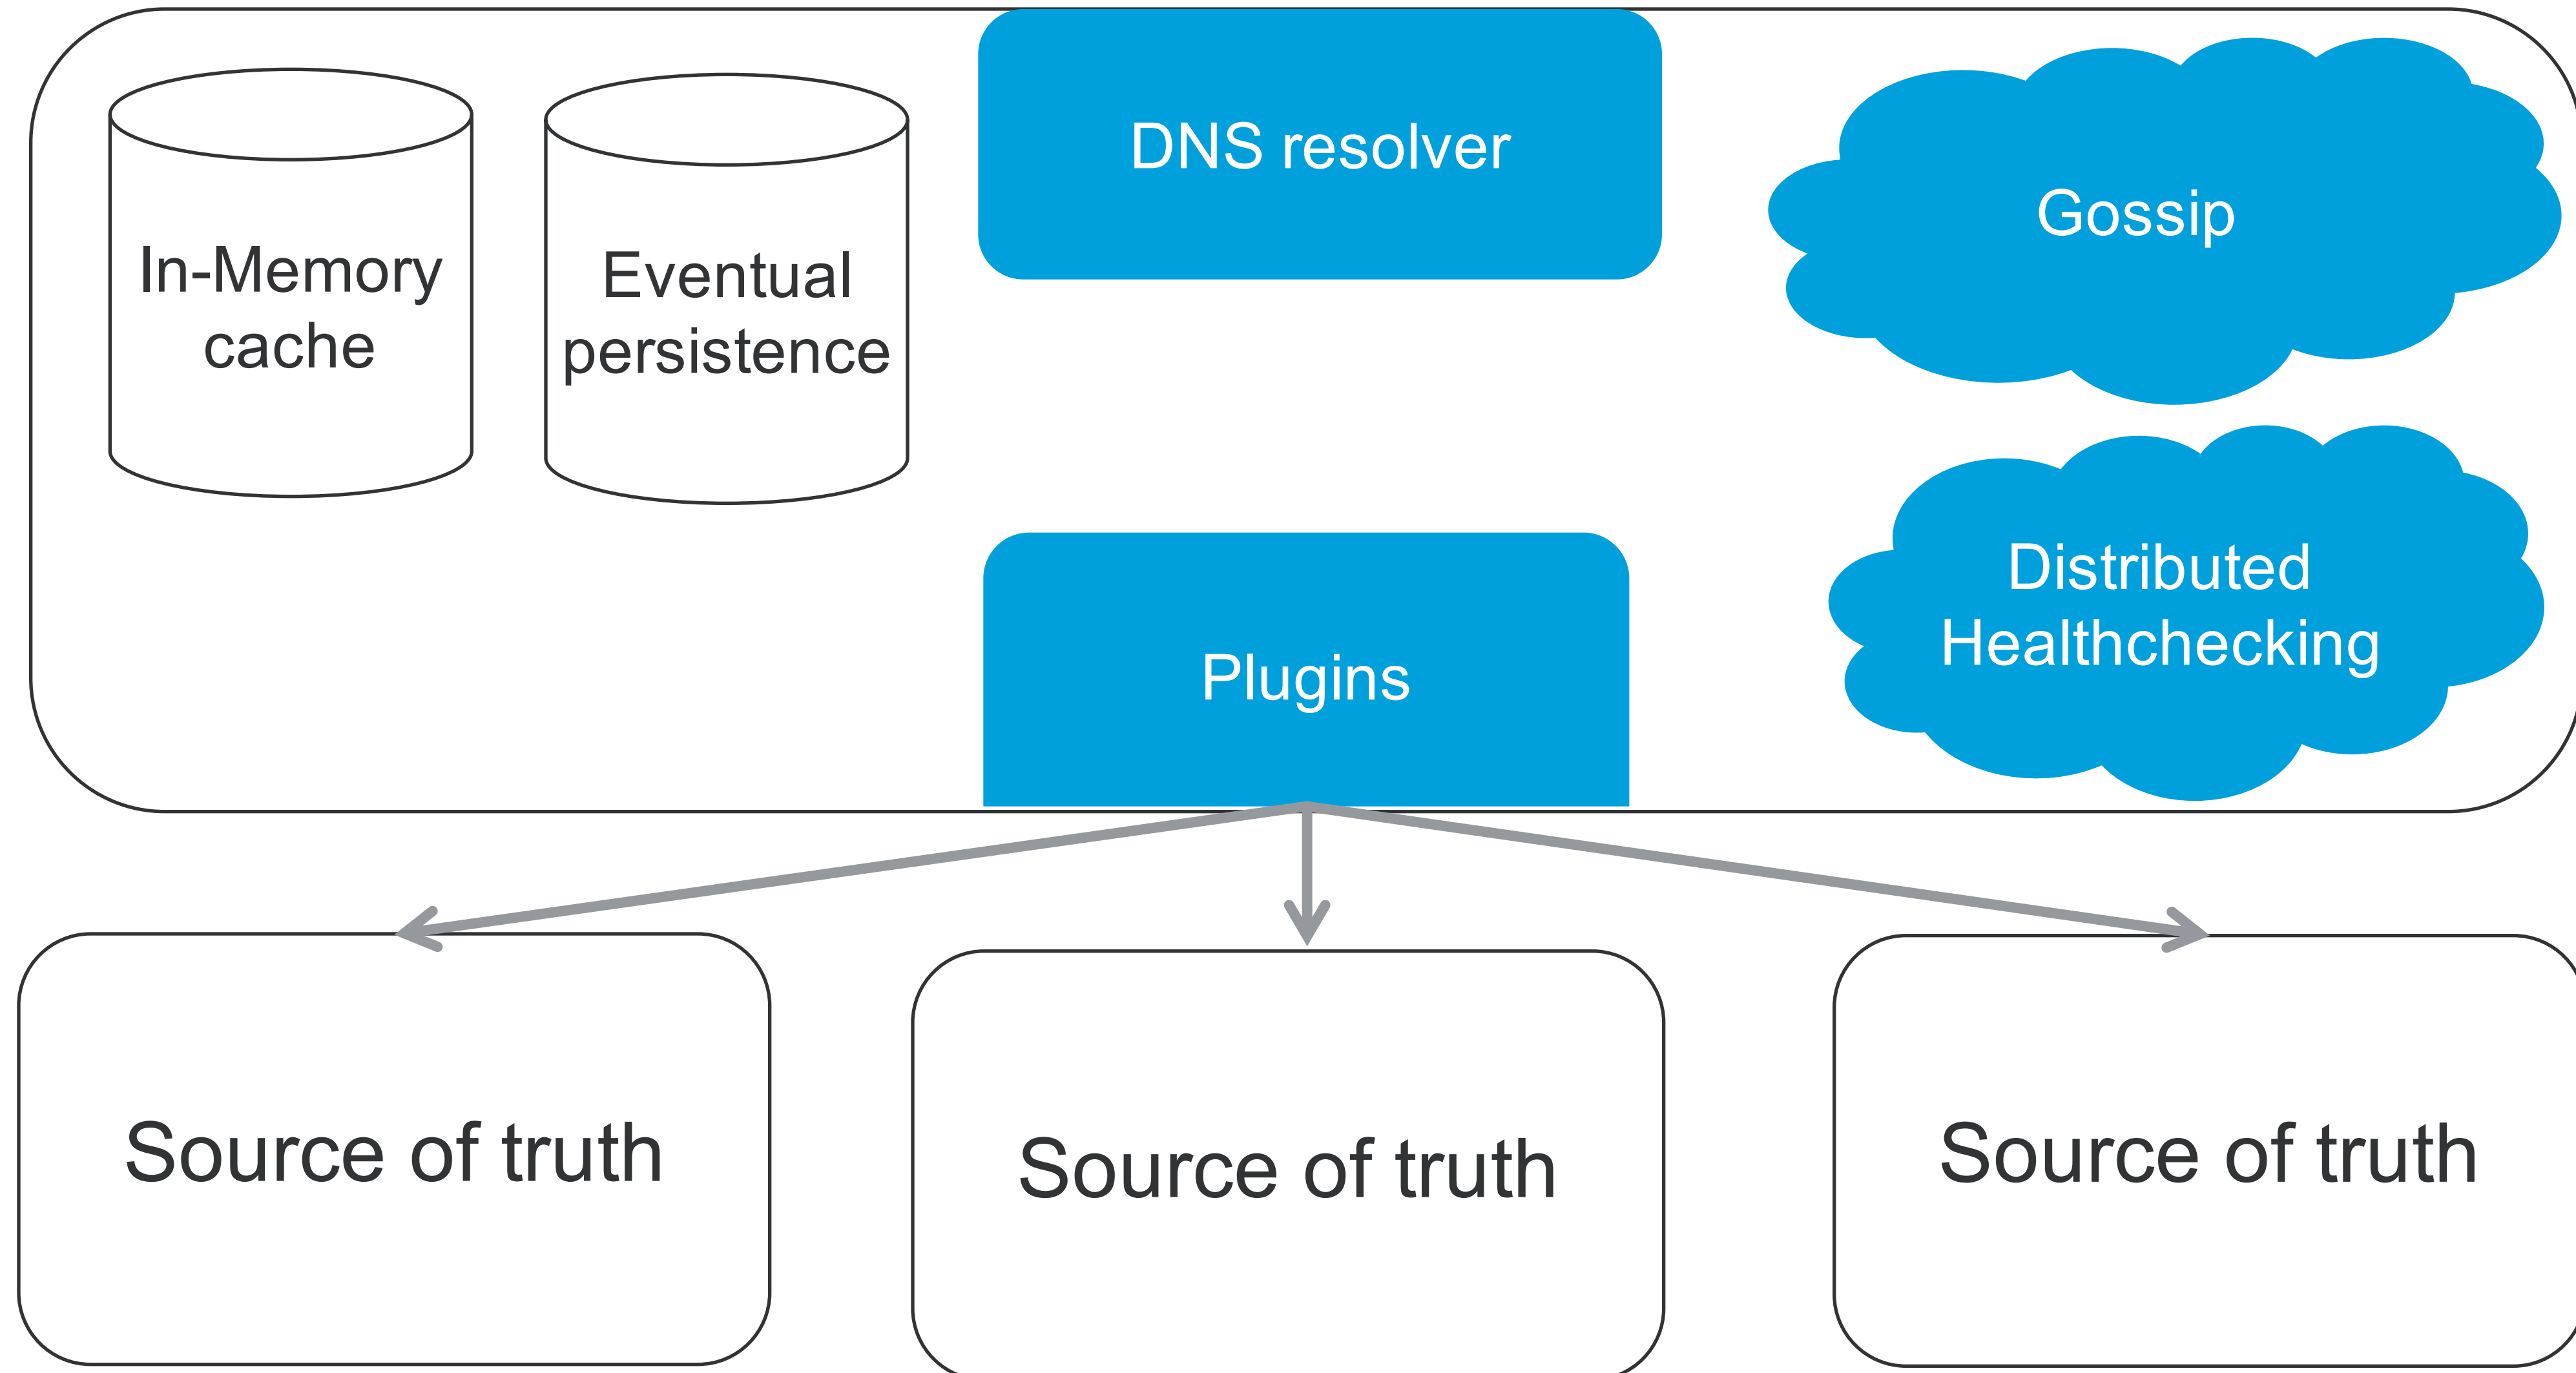 In-Memory
cache
Eventual
persistence
DNS resolver
Gossip
Distributed
Healthchecking
Plugins
Source of truth
Source of truth
Source of truth